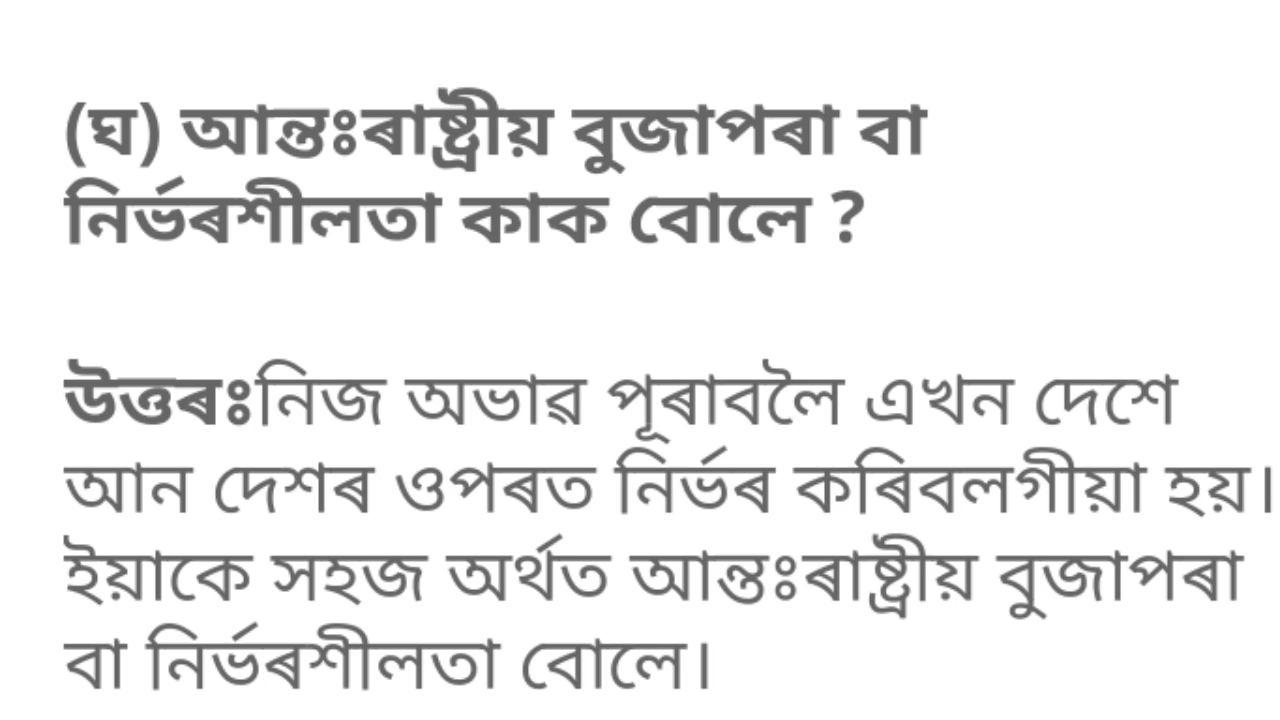 (ঘ) আন্তঃৰাষ্ট্ৰীয় বুজাপৰা বা
নিৰ্ভৰশীলতা কাক বোলে ?
উত্তৰঃনিজ অভাৱ পূৰাবলৈ এখন দেশে
আন দেশৰ ওপৰত নিৰ্ভৰ কৰিবলগীয়া হয়।
ইয়াকে সহজ অৰ্থত আন্তঃৰাষ্ট্ৰীয় বুজাপৰা
বা নিৰ্ভৰশীলতা বোলে।